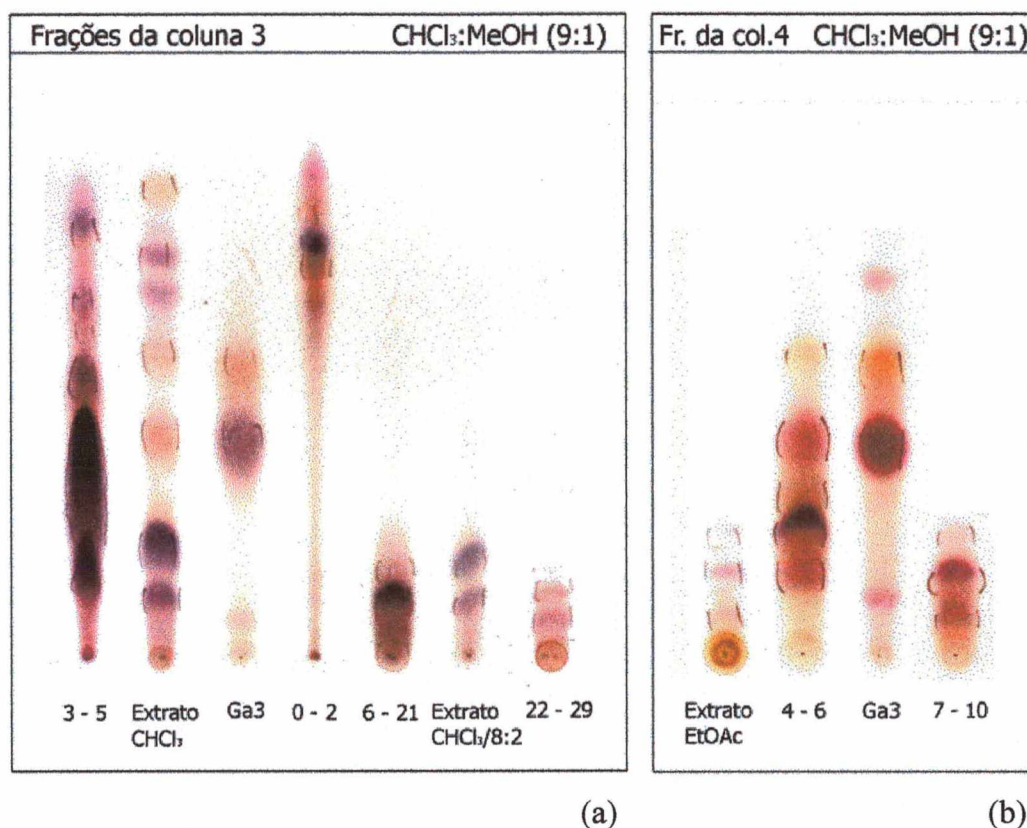 Frações da coluna 3 CHCl₃:MeOH (9:1)
3 - 5 Extrato CHCl₃ Ga3 0 - 2 6 - 21 Extrato CHCl₃/8:2 22 - 29
(a)
Fr. da col.4 CHCl₃:MeOH (9:1)
Extrato EtOAc 4 - 6 Ga3 7 - 10
(b)